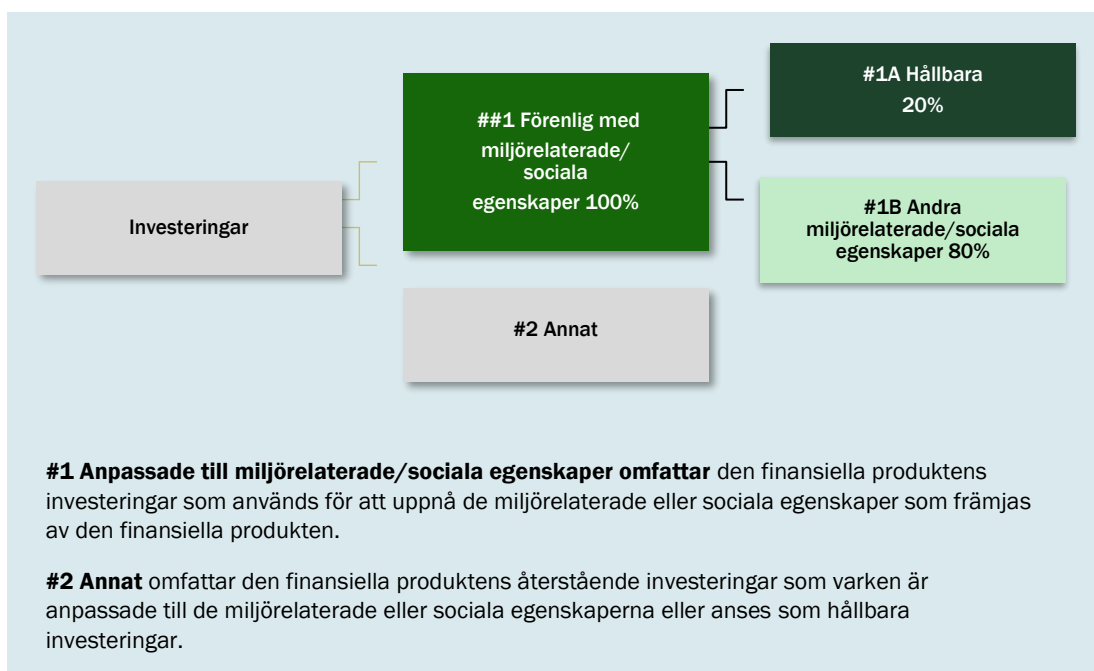 #1A Hållbara
20%
##1 Förenlig med
miljörelaterade/
sociala
egenskaper 100%
Investeringar
#1B Andra
miljörelaterade/sociala
egenskaper 80%
#2 Annat
#1 Anpassade till miljörelaterade/sociala egenskaper omfattar den finansiella produktens
investeringar som används för att uppnå de miljörelaterade eller sociala egenskaper som främjas
av den finansiella produkten.
#2 Annat omfattar den finansiella produktens återstående investeringar som varken är
anpassade till de miljörelaterade eller sociala egenskaperna eller anses som hållbara
investeringar.